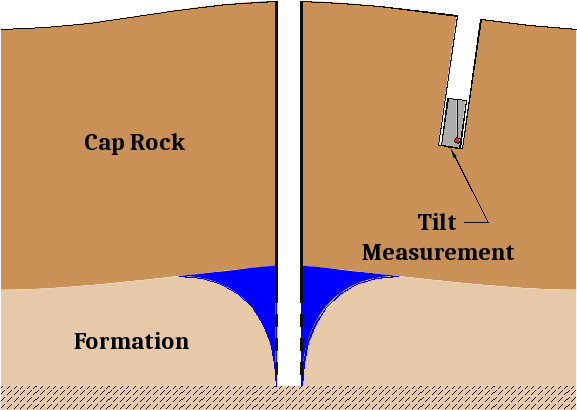 Cap Rock
Tilt
Measurement
Formation